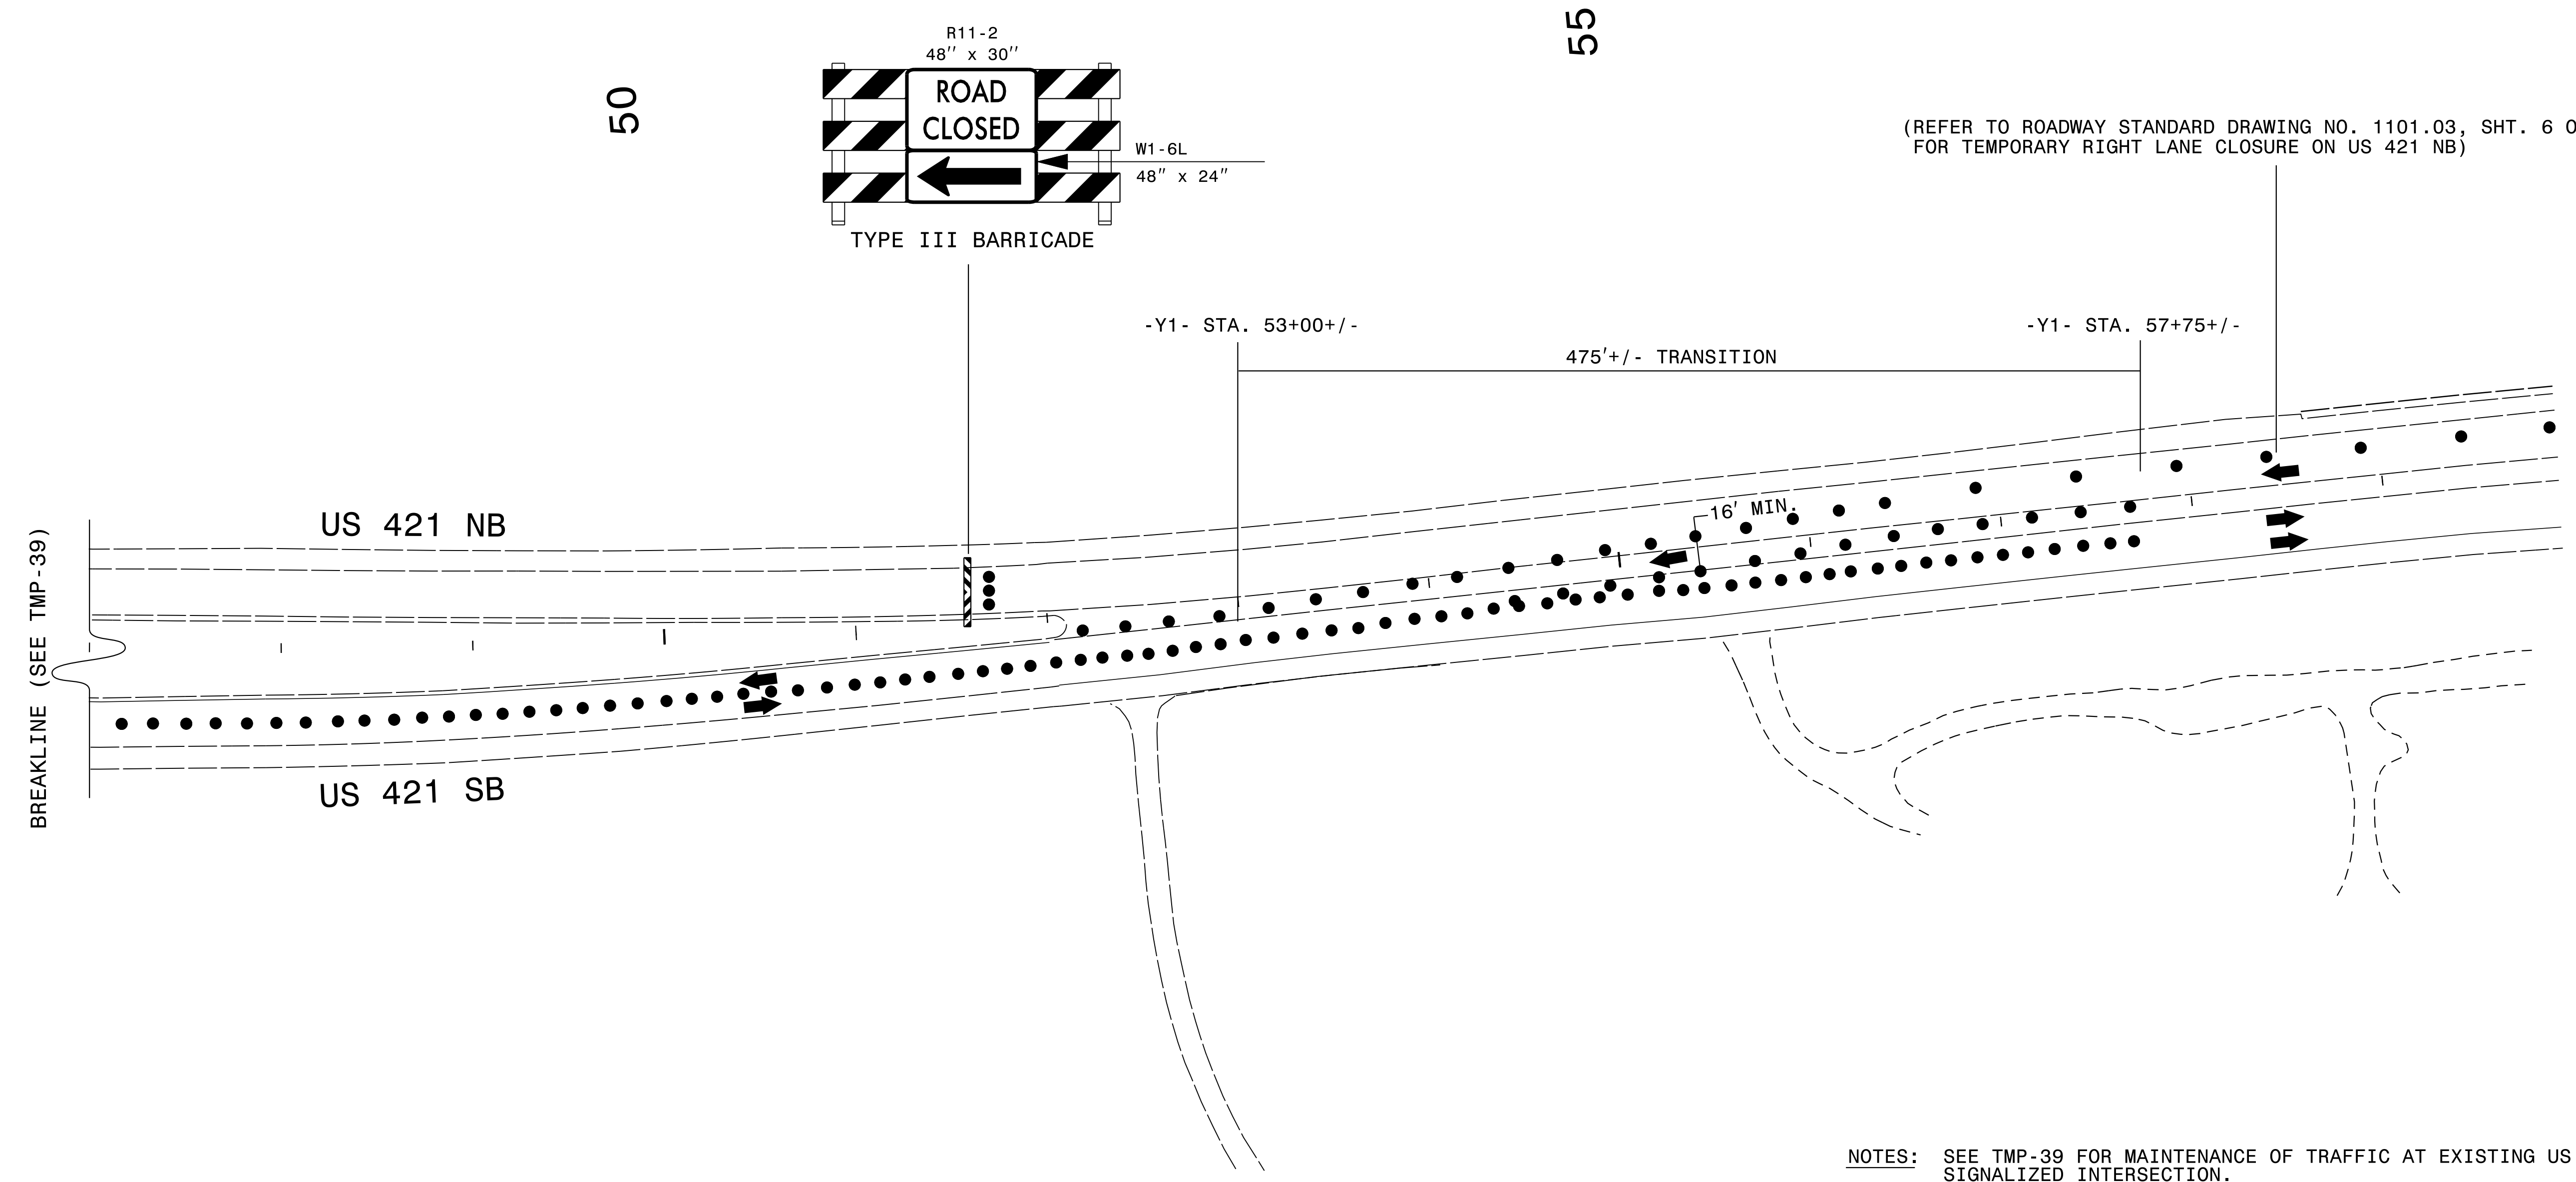 55
R11-2
48" x 30"
50
ROAD
CLOSED
(REFER TO ROADWAY STANDARD DRAWING NO. 1101.03, SHT. 6 O
FOR TEMPORARY RIGHT LANE CLOSURE ON US 421 NB)
W1-6L
48" x 24"
TYPE III BARRICADE
-Y1- STA. 53+00+/-
-Y1- STA. 57+75+/-
475'+/- TRANSITION
16' MIN.
US 421 NB
BREAKLINE (SEE TMP-39)
US 421 SB
NOTES: SEE TMP-39 FOR MAINTENANCE OF TRAFFIC AT EXISTING US
SIGNALIZED INTERSECTION.